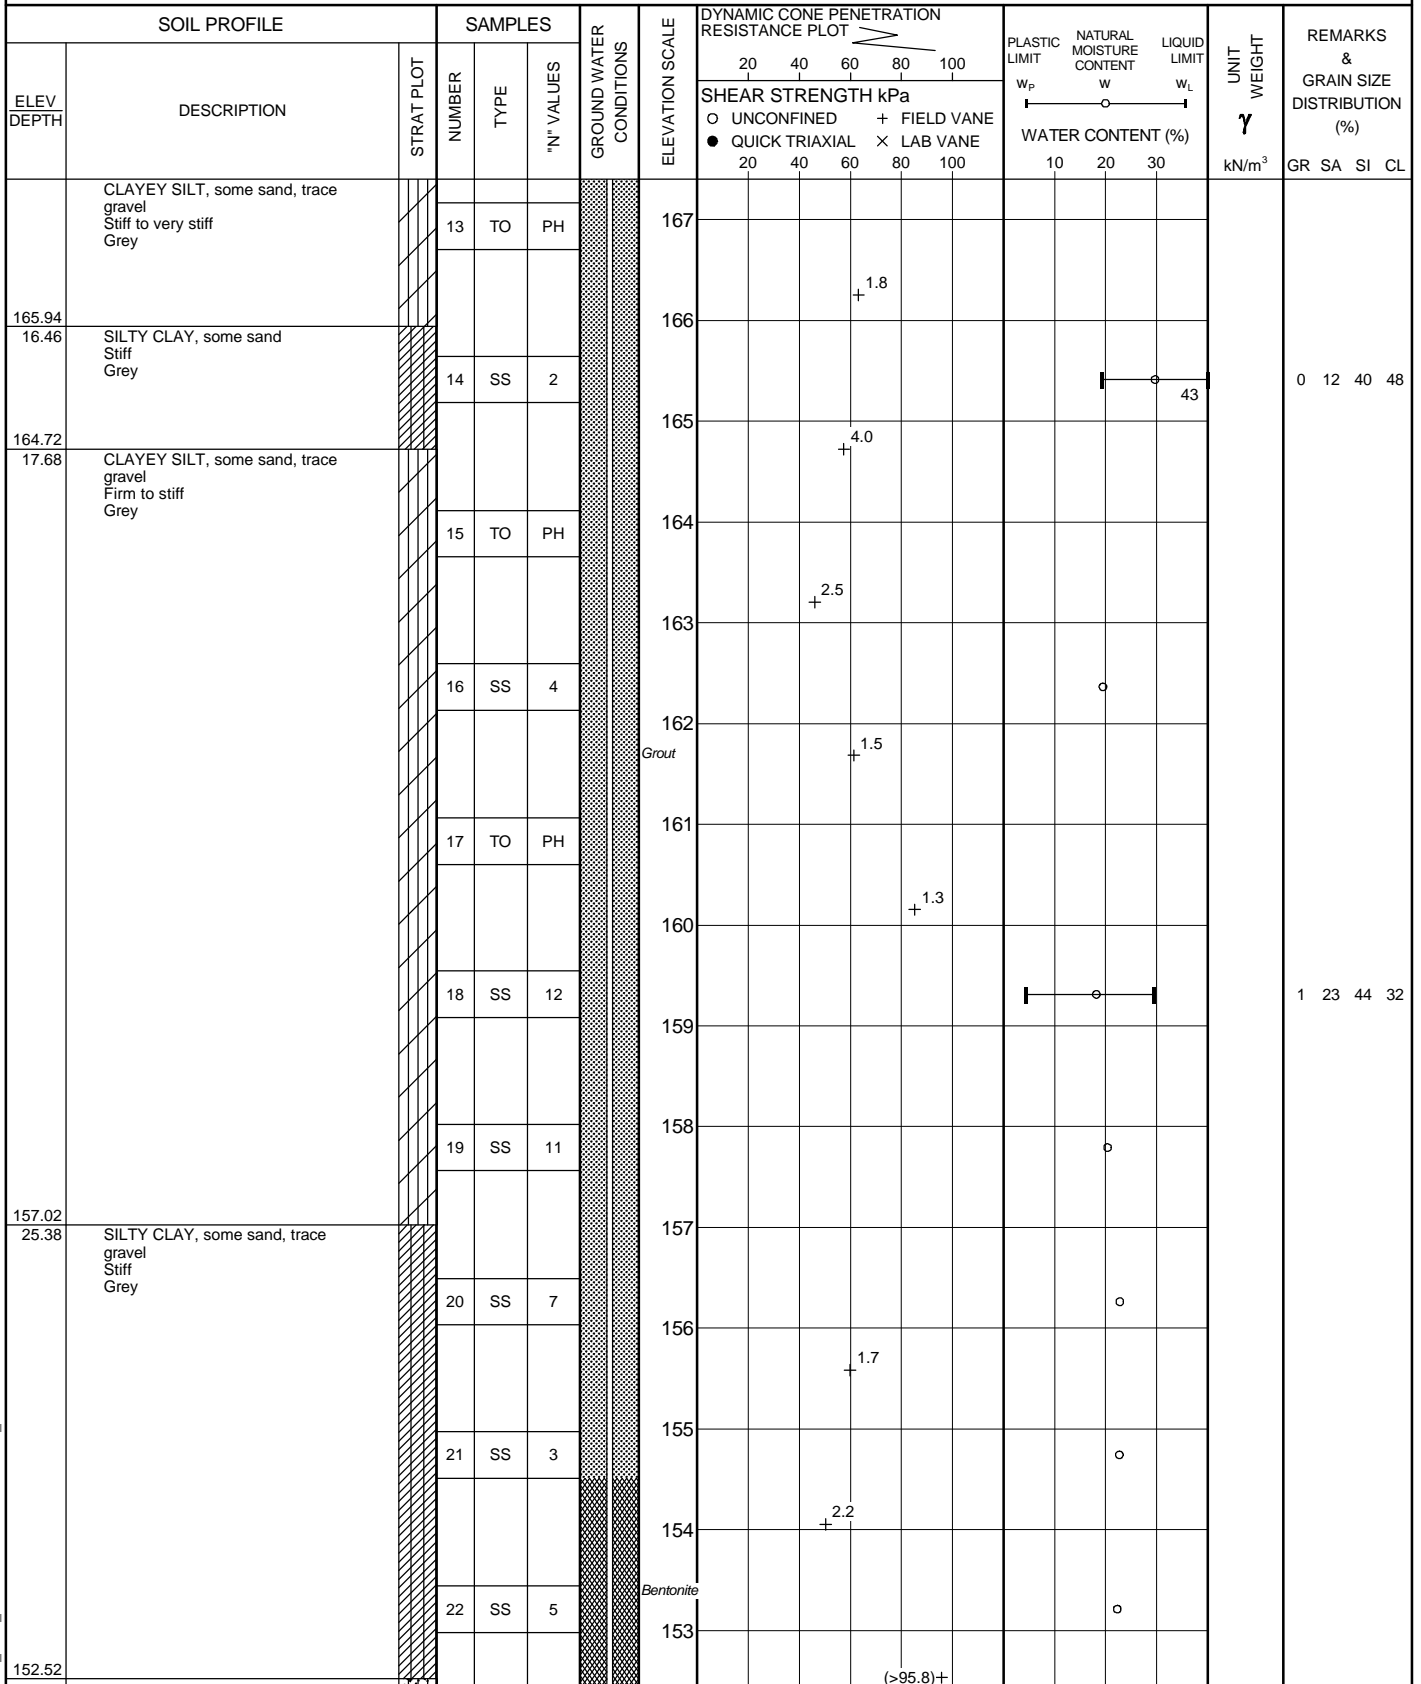 SOIL PROFILE
SAMPLES
GROUND WATER
CONDITIONS
ELEVATION SCALE
DYNAMIC CONE PENETRATION
RESISTANCE PLOT
20 40 60 80 100
PLASTIC
LIMIT
NATURAL
MOISTURE
CONTENT
LIQUID
LIMIT
UNIT
WEIGHT
REMARKS
&
GRAIN SIZE
DISTRIBUTION
(%)
ELEV
DEPTH
DESCRIPTION
STRAT PLOT
NUMBER
TYPE
"N" VALUES
SHEAR STRENGTH kPa
○ UNCONFINED + FIELD VANE
● QUICK TRIAXIAL × LAB VANE
20 40 60 80 100
wP w wL
WATER CONTENT (%)
10 20 30
γ
kN/m³
GR SA SI CL
CLAYEY SILT, some sand, trace
gravel
Stiff to very stiff
Grey
13 TO PH
167
1.8
165.94
166
16.46
SILTY CLAY, some sand
Stiff
Grey
14 SS 2
43
0 12 40 48
165
164.72
4.0
17.68
CLAYEY SILT, some sand, trace
gravel
Firm to stiff
Grey
164
15 TO PH
2.5
163
16 SS 4
162
Grout
1.5
161
17 TO PH
1.3
160
18 SS 12
1 23 44 32
159
158
19 SS 11
157.02
157
25.38
SILTY CLAY, some sand, trace
gravel
Stiff
Grey
20 SS 7
156
1.7
155
21 SS 3
2.2
154
Bentonite
22 SS 5
153
152.52
(>95.8)